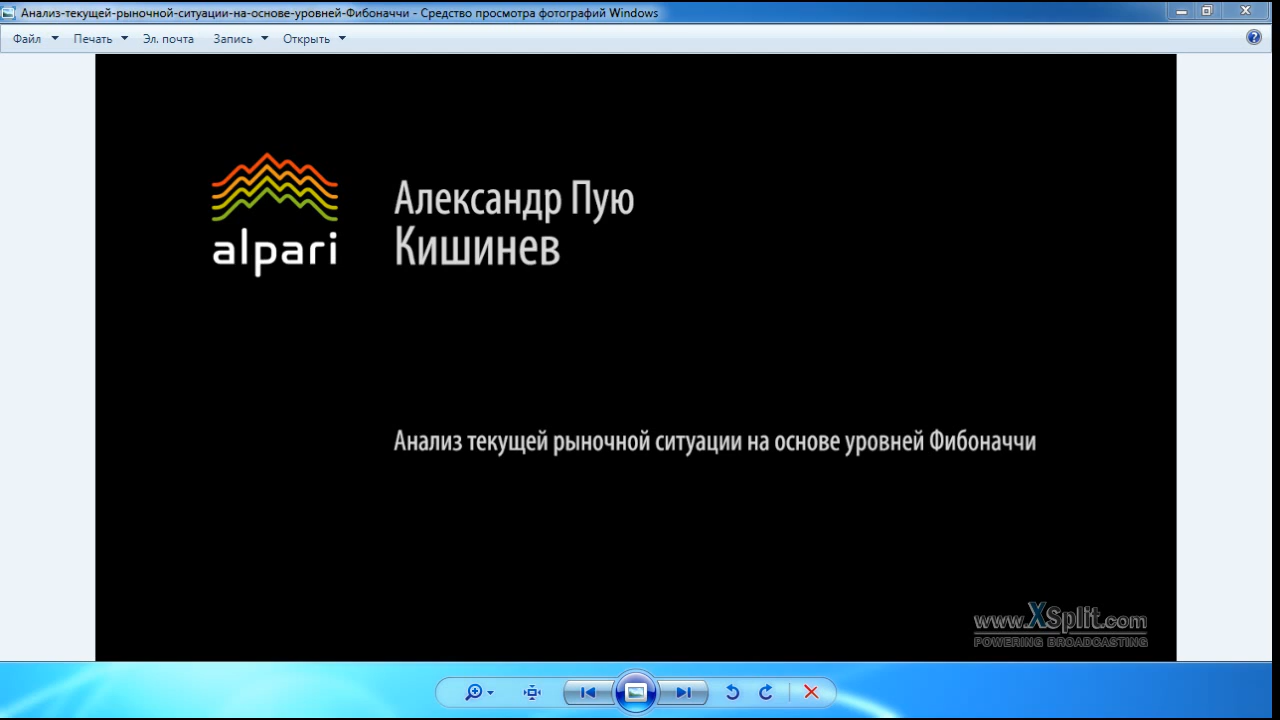 Анализ-текущей-рыночной-ситуации-на-основе-уровней-Фибоначчи - Средство просмотра фотографий Windows
Файл Печать Эл. почта Запись Открыть
alpari
Александр Пую
Кишинев
Анализ текущей рыночной ситуации на основе уровней Фибоначчи
www.XSplit.com
POWERING BROADCASTING